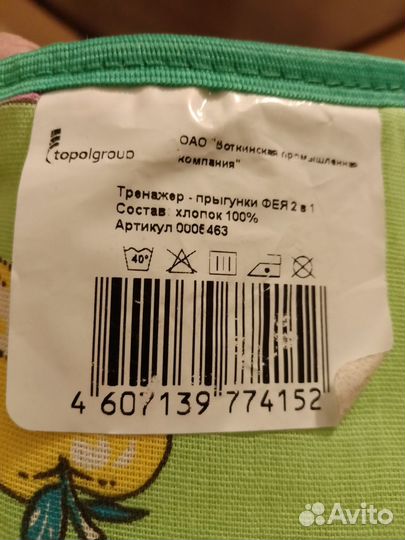 topolgroup
ОАО "Воткинская промышленная
компания"
Тренажер - прыгунки ФЕЯ 2 в 1
Состав: хлопок 100%
Артикул 0005463
40°
4 607139 774152
Avito